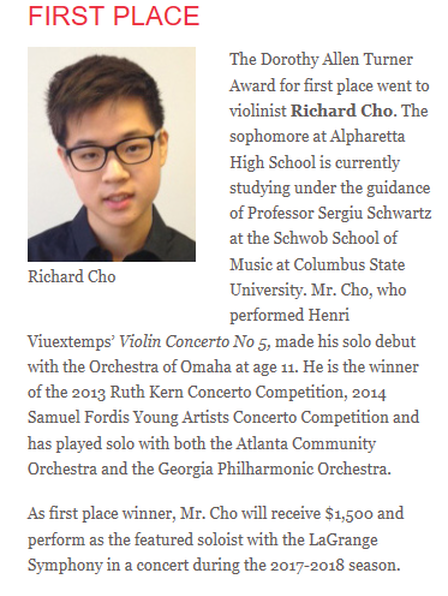 FIRST PLACE
The Dorothy Allen Turner
Award for first place went to
violinist Richard Cho. The
sophomore at Alpharetta
High School is currently
studying under the guidance
of Professor Sergiu Schwartz
at the Schwob School of
Music at Columbus State
University. Mr. Cho, who
performed Henri
Richard Cho
Viuextemps’ Violin Concerto No 5, made his solo debut
with the Orchestra of Omaha at age 11. He is the winner
of the 2013 Ruth Kern Concerto Competition, 2014
Samuel Fordis Young Artists Concerto Competition and
has played solo with both the Atlanta Community
Orchestra and the Georgia Philharmonic Orchestra.
As first place winner, Mr. Cho will receive $1,500 and
perform as the featured soloist with the LaGrange
Symphony in a concert during the 2017-2018 season.